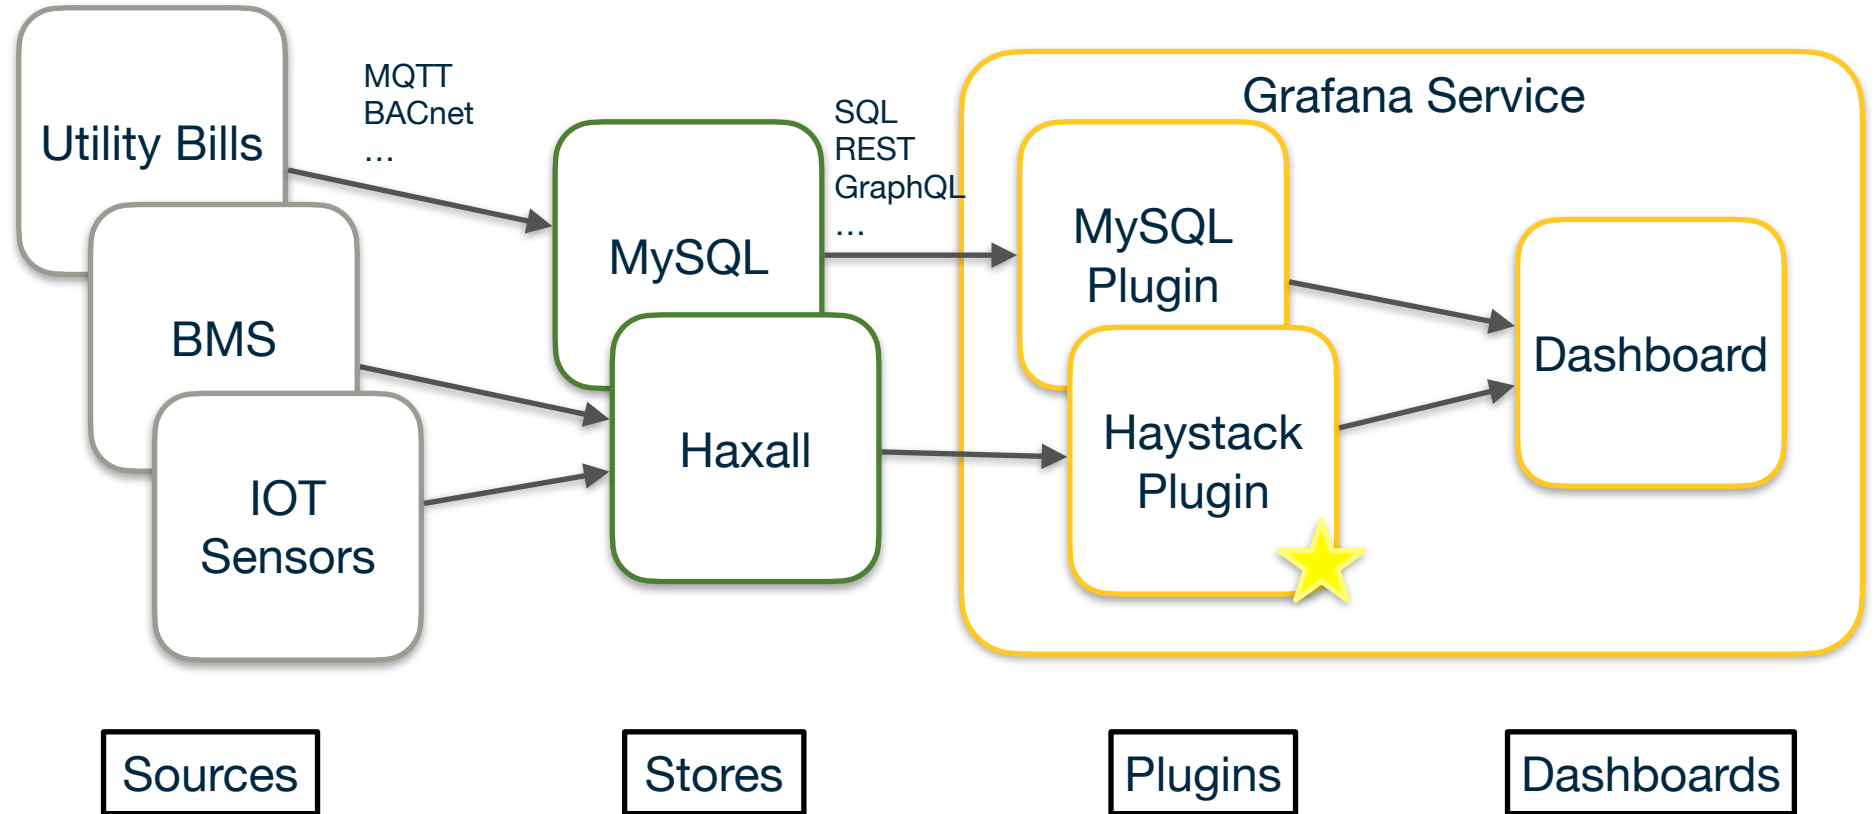 Utility Bills
BMS
IOT
Sensors
MQTT
BACnet
...
MySQL
Haxall
SQL
REST
GraphQL
...
Grafana Service
MySQL
Plugin
Haystack
Plugin
Dashboard
Sources
Stores
Plugins
Dashboards